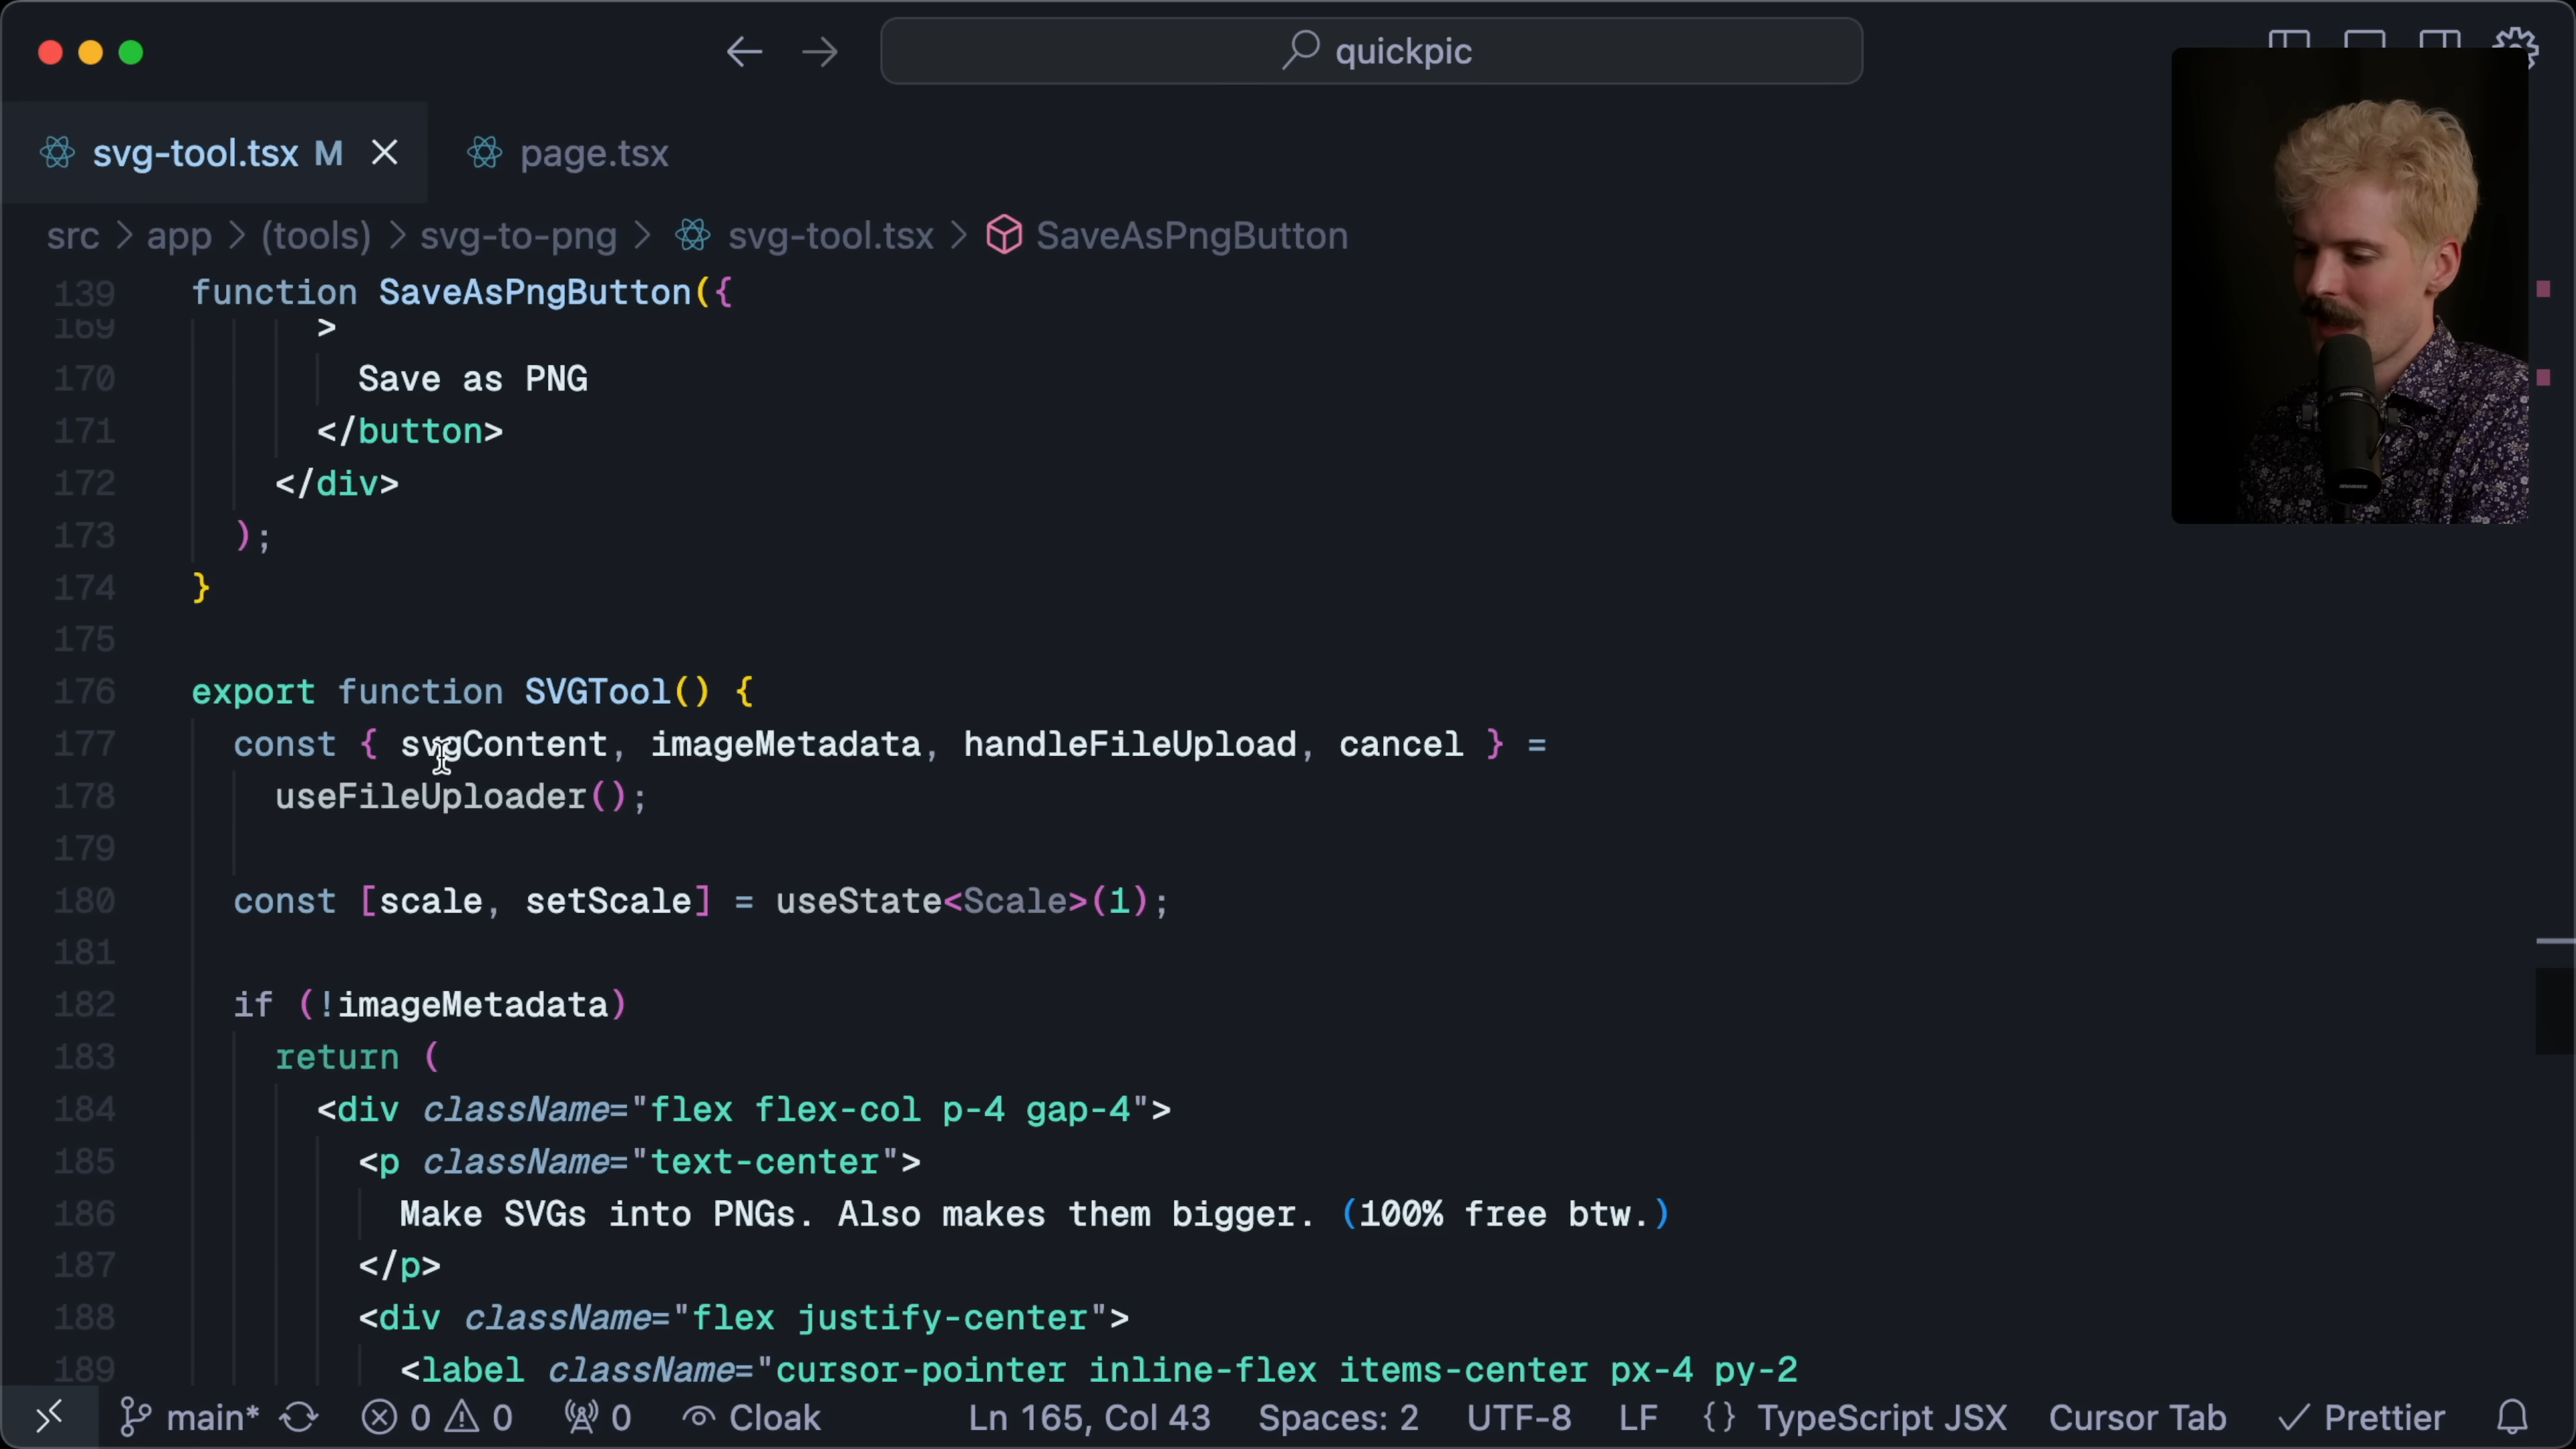 quickpic
svg-tool.tsx M
page.tsx
src > app > (tools) > svg-to-png > svg-tool.tsx > SaveAsPngButton
139 function SaveAsPngButton({
169 >
170 Save as PNG
171 </button>
172 </div>
173 );
174 }
175
176 export function SVGTool() {
177 const { svgContent, imageMetadata, handleFileUpload, cancel } =
178 useFileUploader();
179
180 const [scale, setScale] = useState<Scale>(1);
181
182 if (!imageMetadata)
183 return (
184 <div className="flex flex-col p-4 gap-4">
185 <p className="text-center">
186 Make SVGs into PNGs. Also makes them bigger. (100% free btw.)
187 </p>
188 <div className="flex justify-center">
189 <label className="cursor-pointer inline-flex items-center px-4 py-2
main* 0 0 0 Cloak Ln 165, Col 43 Spaces: 2 UTF-8 LF {} TypeScript JSX Cursor Tab Prettier